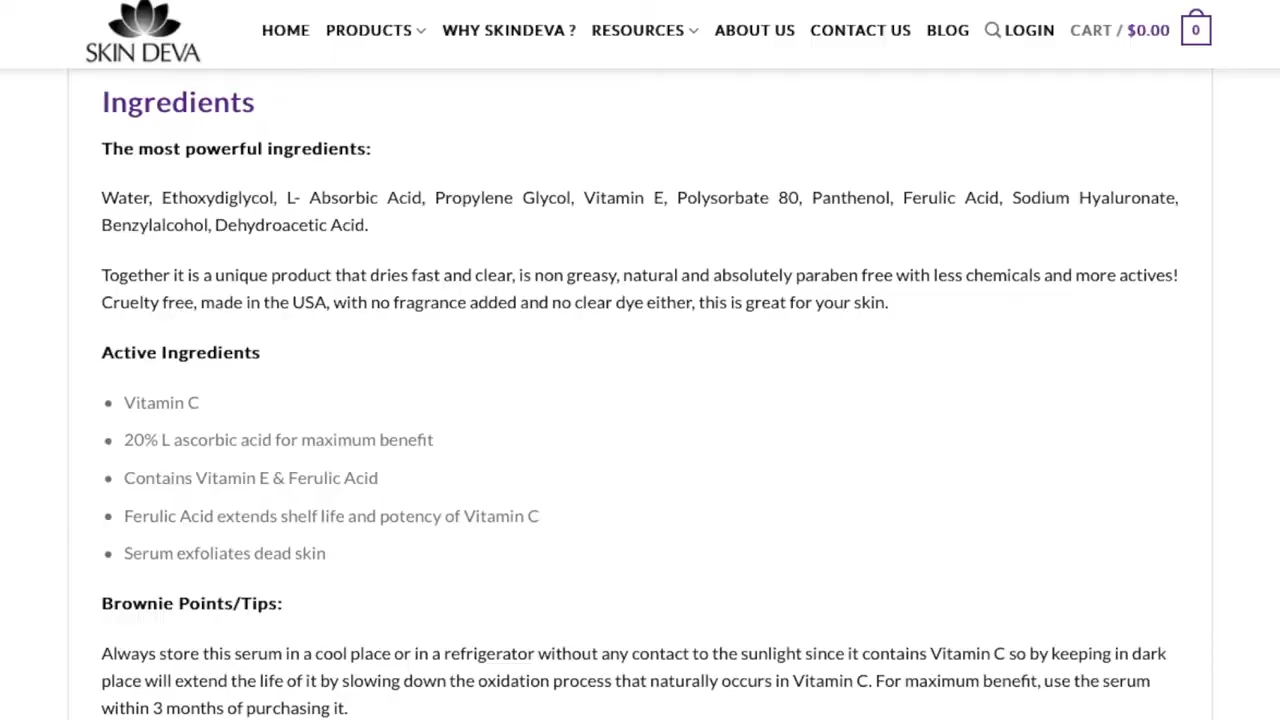 SKIN DEVA
HOME PRODUCTS WHY SKINDEVA ? RESOURCES ABOUT US CONTACT US BLOG LOGIN CART / $0.00 0
Ingredients
The most powerful ingredients:
Water, Ethoxydiglycol, L- Absorbic Acid, Propylene Glycol, Vitamin E, Polysorbate 80, Panthenol, Ferulic Acid, Sodium Hyaluronate,
Benzylalcohol, Dehydroacetic Acid.
Together it is a unique product that dries fast and clear, is non greasy, natural and absolutely paraben free with less chemicals and more actives!
Cruelty free, made in the USA, with no fragrance added and no clear dye either, this is great for your skin.
Active Ingredients
• Vitamin C
• 20% L ascorbic acid for maximum benefit
• Contains Vitamin E & Ferulic Acid
• Ferulic Acid extends shelf life and potency of Vitamin C
• Serum exfoliates dead skin
Brownie Points/Tips:
Always store this serum in a cool place or in a refrigerator without any contact to the sunlight since it contains Vitamin C so by keeping in dark
place will extend the life of it by slowing down the oxidation process that naturally occurs in Vitamin C. For maximum benefit, use the serum
within 3 months of purchasing it.